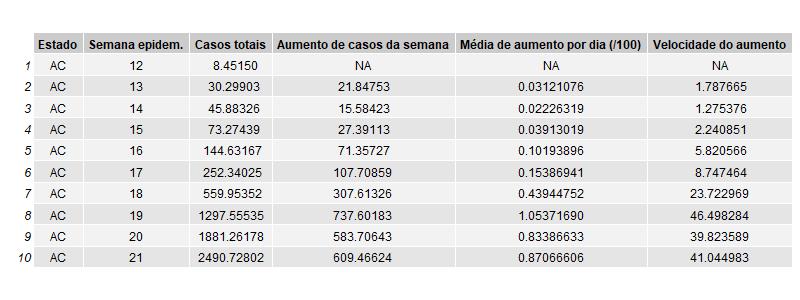 Estado Semana epidem. Casos totais Aumento de casos da semana Média de aumento por dia (/100) Velocidade do aumento
1 AC 12 8.45150 NA NA NA
2 AC 13 30.29903 21.84753 0.03121076 1.787665
3 AC 14 45.88326 15.58423 0.02226319 1.275376
4 AC 15 73.27439 27.39113 0.03913019 2.240851
5 AC 16 144.63167 71.35727 0.10193896 5.820566
6 AC 17 252.34025 107.70859 0.15386941 8.747464
7 AC 18 559.95352 307.61326 0.43944752 23.722969
8 AC 19 1297.55535 737.60183 1.05371690 46.498284
9 AC 20 1881.26178 583.70643 0.83386633 39.823589
10 AC 21 2490.72802 609.46624 0.87066606 41.044983